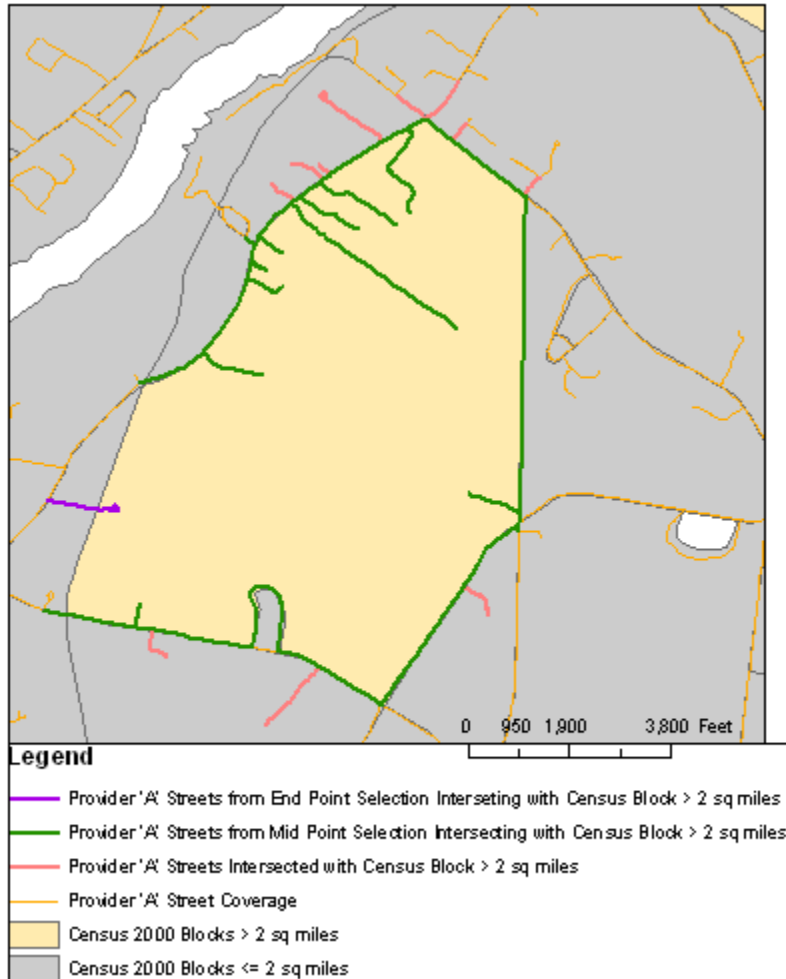 0 950 1,900 3,800 Feet
Legend
Provider 'A' Streets from End Point Selection Interseting with Census Block > 2 sq miles
Provider 'A' Streets from Mid Point Selection Intersecting with Census Block > 2 sq miles
Provider 'A' Streets Intersected with Census Block > 2 sq miles
Provider 'A' Street Coverage
Census 2000 Blocks > 2 sq miles
Census 2000 Blocks <= 2 sq miles